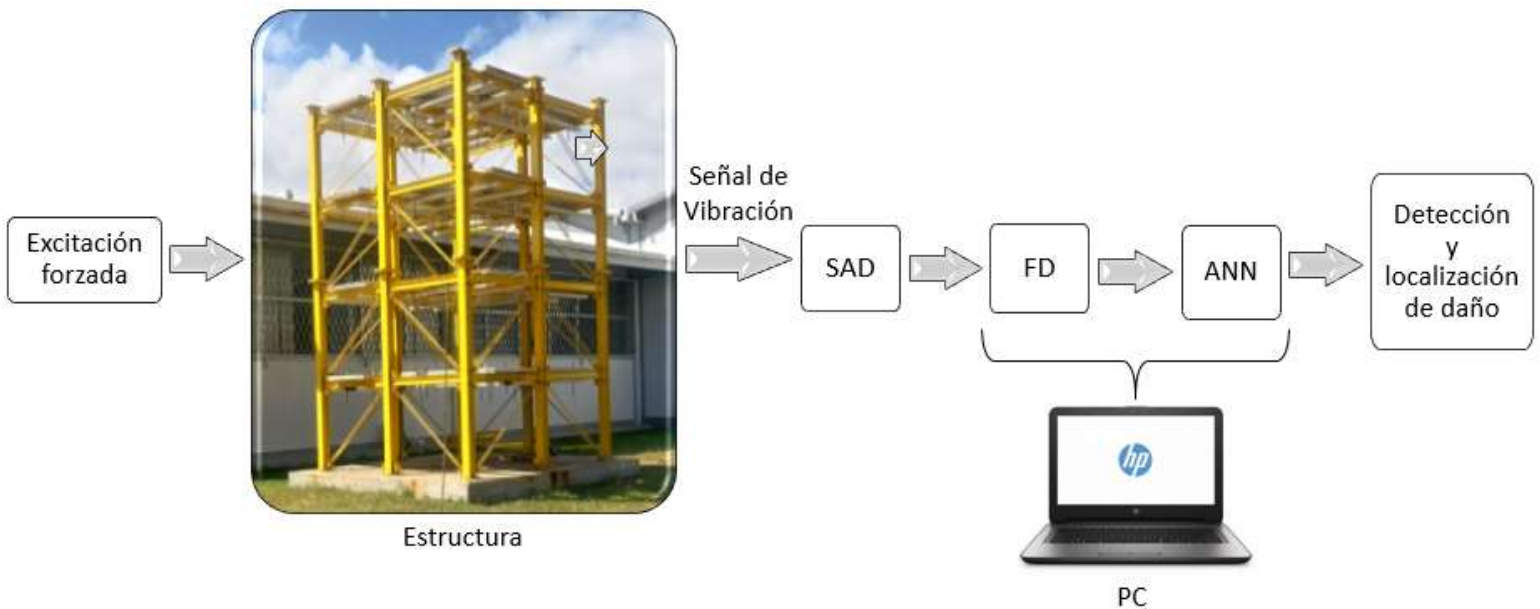 Excitación
forzada
Estructura
Señal de
Vibración
SAD
FD
ANN
Detección
y
localización
de daño
hp
PC